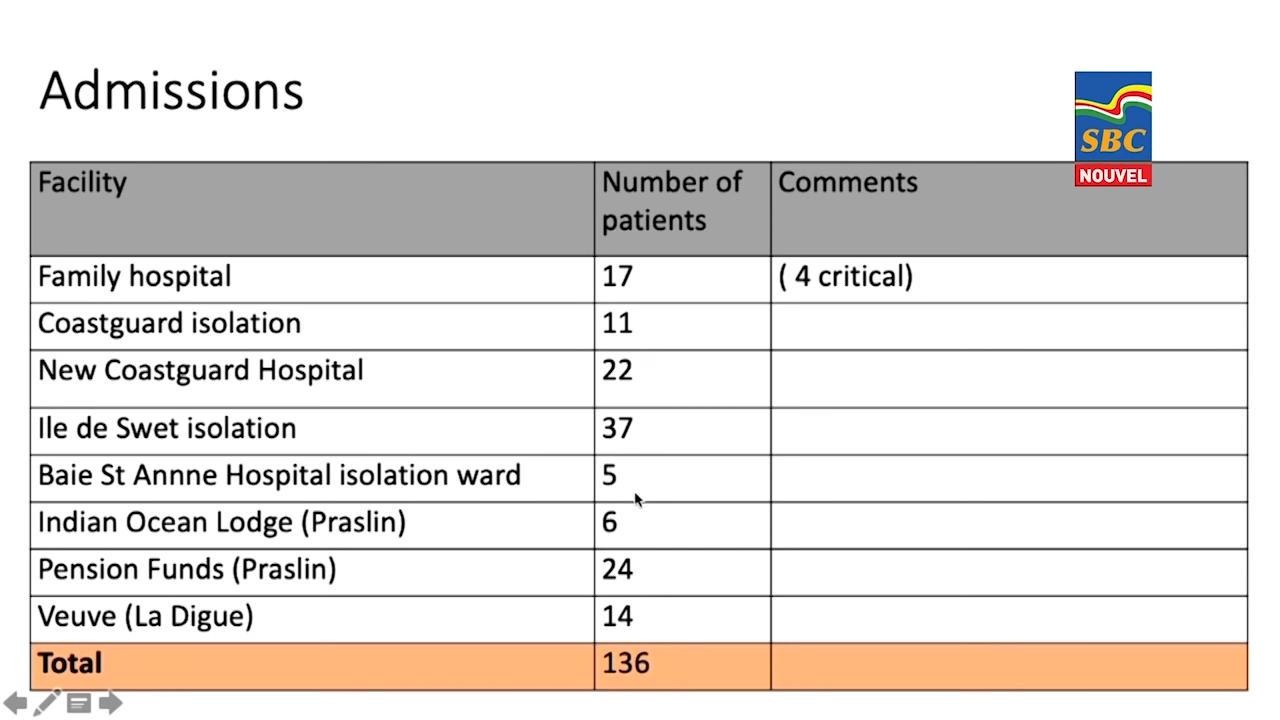 Admissions
SBC
NOUVEL
Facility Number of patients Comments
Family hospital 17 ( 4 critical)
Coastguard isolation 11
New Coastguard Hospital 22
Ile de Swet isolation 37
Baie St Annne Hospital isolation ward 5
Indian Ocean Lodge (Praslin) 6
Pension Funds (Praslin) 24
Veuve (La Digue) 14
Total 136